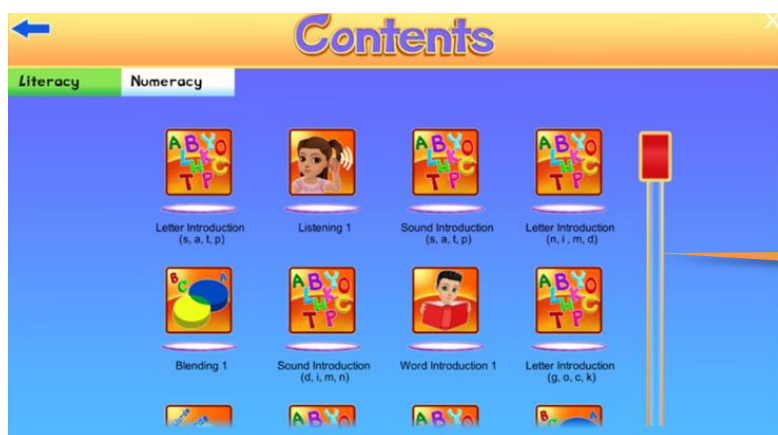 Contents
Literacy Numeracy
Letter Introduction
(s, a, t, p)
Listening 1
Sound Introduction
(s, a, t, p)
Letter Introduction
(n, i , m, d)
Blending 1
Sound Introduction
(d, i, m, n)
Word Introduction 1
Letter Introduction
(g, o, c, k)